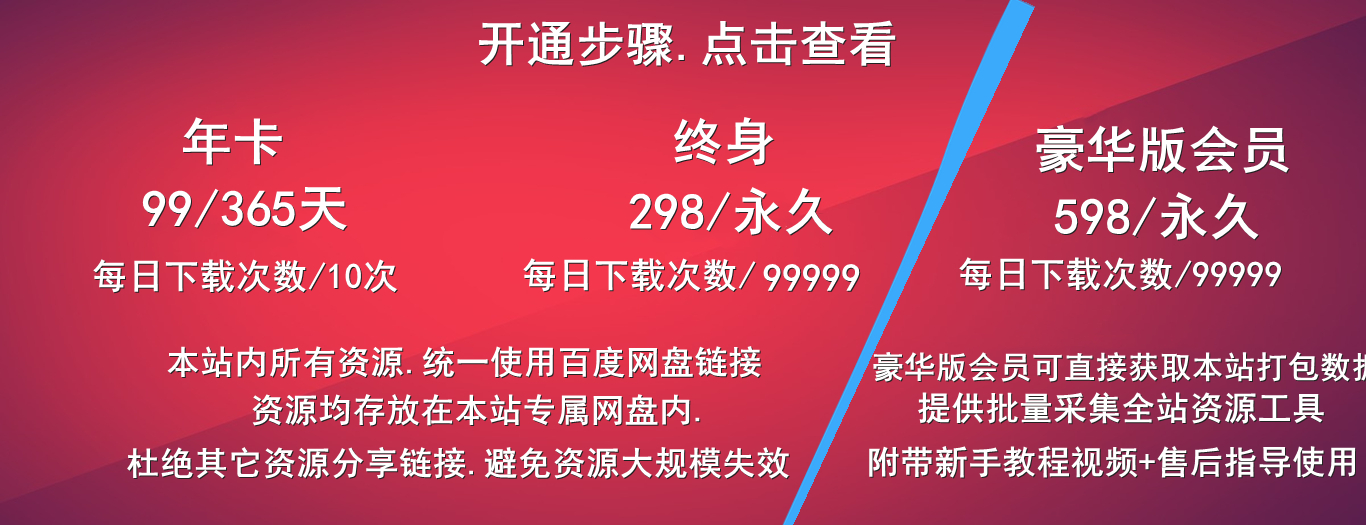 开通步骤.点击查看
年卡
99/365天
每日下载次数/10次
终身
298/永久
每日下载次数/99999
本站内所有资源.统一使用百度网盘链接
资源均存放在本站专属网盘内.
杜绝其它资源分享链接.避免资源大规模失效
豪华版会员
598/永久
每日下载次数/99999
豪华版会员可直接获取本站打包数据
提供批量采集全站资源工具
附带新手教程视频+售后指导使用